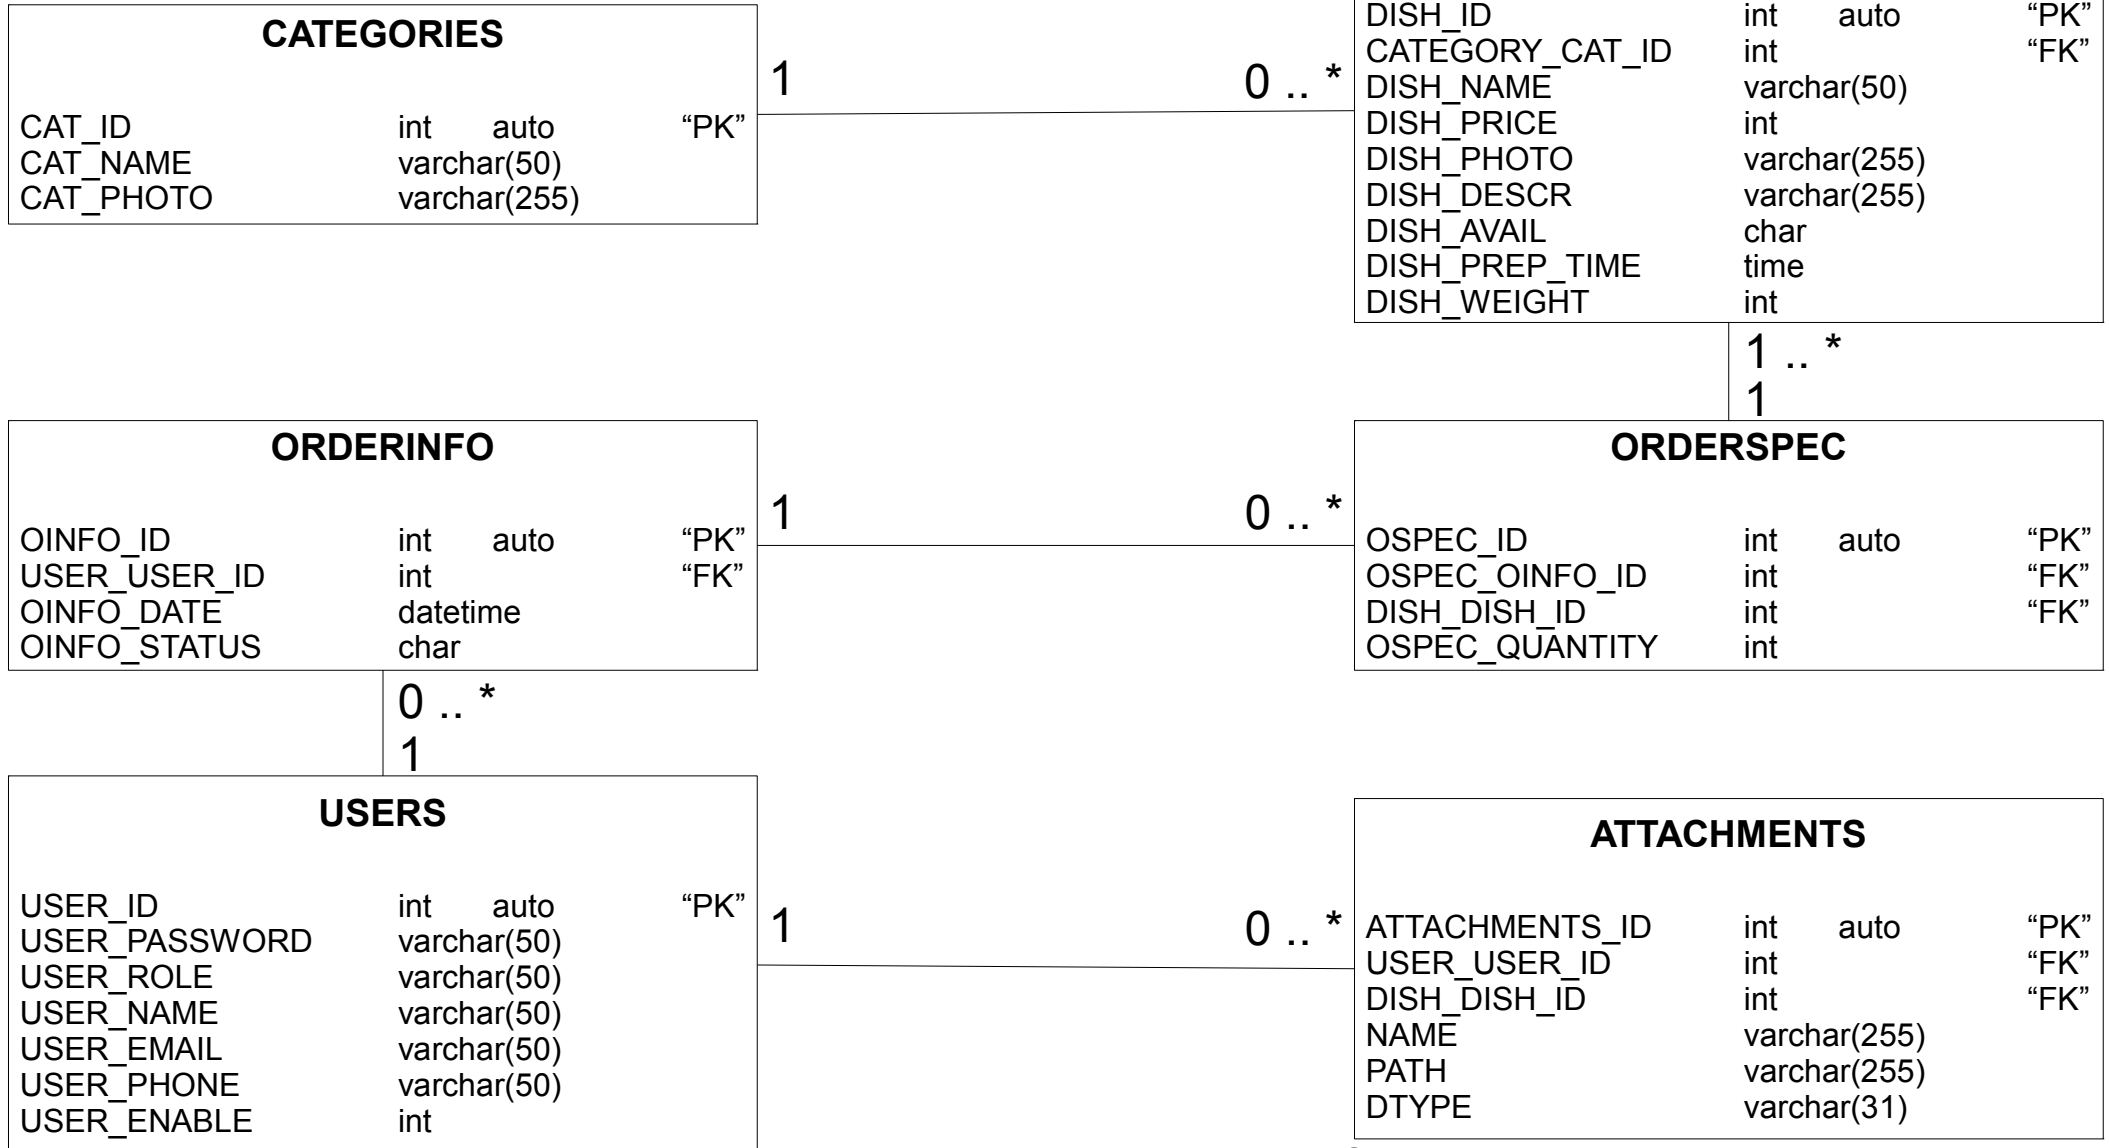 CATEGORIES
CAT_ID int auto “PK”
CAT_NAME varchar(50)
CAT_PHOTO varchar(255)
1 0 .. *
DISH_ID int auto “PK”
CATEGORY_CAT_ID int “FK”
DISH_NAME varchar(50)
DISH_PRICE int
DISH_PHOTO varchar(255)
DISH_DESCR varchar(255)
DISH_AVAIL char
DISH_PREP_TIME time
DISH_WEIGHT int
1 .. *
1
ORDERINFO
OINFO_ID int auto “PK”
USER_USER_ID int “FK”
OINFO_DATE datetime
OINFO_STATUS char
1 0 .. *
ORDERSPEC
OSPEC_ID int auto “PK”
OSPEC_OINFO_ID int “FK”
DISH_DISH_ID int “FK”
OSPEC_QUANTITY int
0 .. *
1
USERS
USER_ID int auto “PK”
USER_PASSWORD varchar(50)
USER_ROLE varchar(50)
USER_NAME varchar(50)
USER_EMAIL varchar(50)
USER_PHONE varchar(50)
USER_ENABLE int
1 0 .. *
ATTACHMENTS
ATTACHMENTS_ID int auto “PK”
USER_USER_ID int “FK”
DISH_DISH_ID int “FK”
NAME varchar(255)
PATH varchar(255)
DTYPE varchar(31)